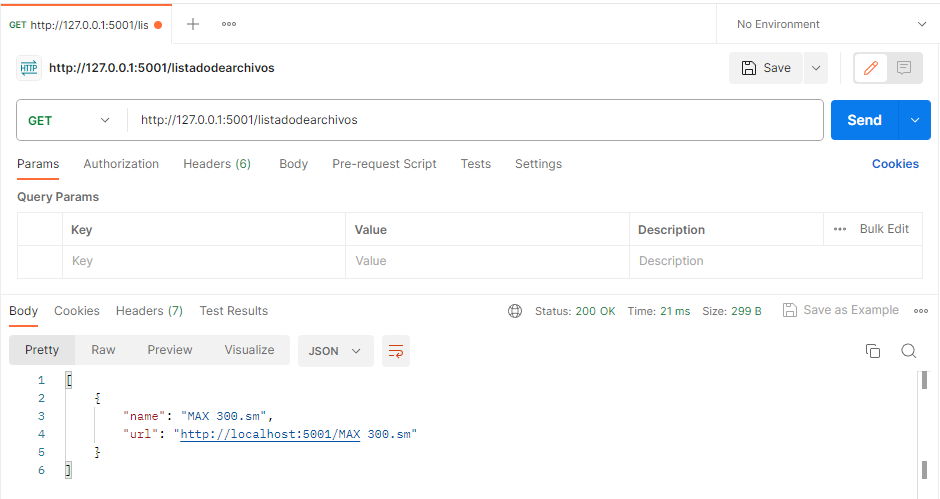 GET http://127.0.0.1:5001/lis
No Environment
HTTP http://127.0.0.1:5001/listadodearchivos
Save
GET http://127.0.0.1:5001/listadodearchivos Send
Params Authorization Headers (6) Body Pre-request Script Tests Settings Cookies
Query Params
Key Value Description Bulk Edit
Key Value Description
Body Cookies Headers (7) Test Results Status: 200 OK Time: 21 ms Size: 299 B Save as Example
Pretty Raw Preview Visualize JSON
1 [
2 {
3 "name": "MAX 300.sm",
4 "url": "http://localhost:5001/MAX 300.sm"
5 }
6 ]